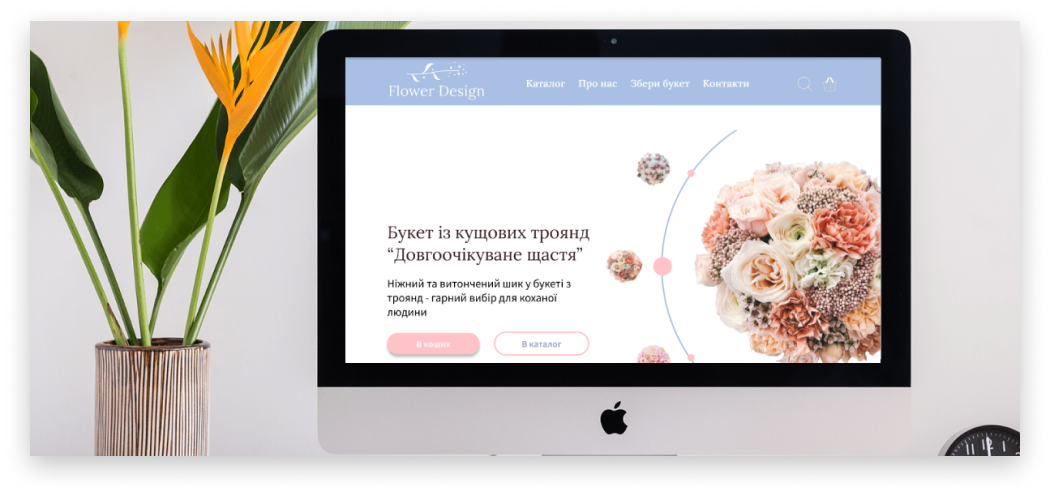 Flower Design
Каталог Про нас Збери букет Контакти
Букет із кущових троянд
“Довгоочікуване щастя”
Ніжний та витончений шик у букеті з
троянд - гарний вибір для коханої
людини
В кошик В каталог